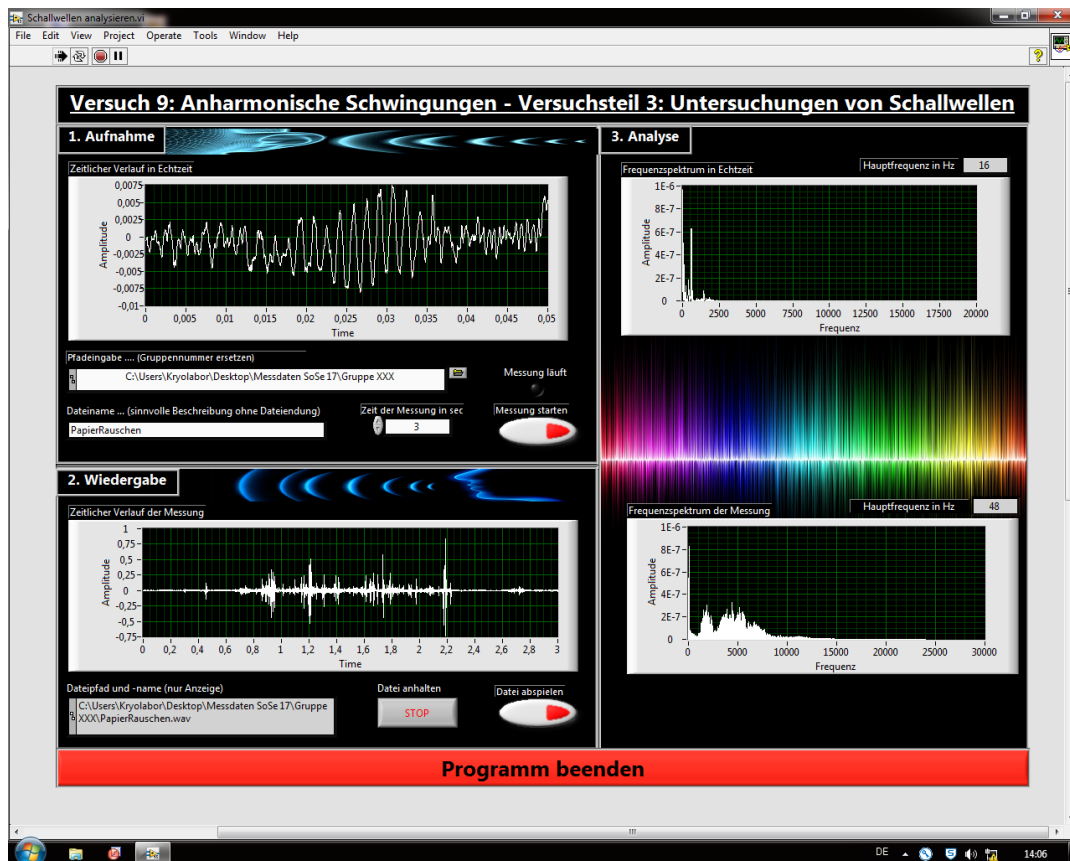 Schallwellen analysieren.vi
File Edit View Project Operate Tools Window Help
Versuch 9: Anharmonische Schwingungen - Versuchsteil 3: Untersuchungen von Schallwellen
1. Aufnahme
Zeitlicher Verlauf in Echtzeit
Amplitude
0,0075
0,005
0,0025
0
-0,0025
-0,005
-0,0075
-0,01
0 0,005 0,01 0,015 0,02 0,025 0,03 0,035 0,04 0,045 0,05
Time
Pfadeingabe .... (Gruppennummer ersetzen)
C:\Users\Kryolabor\Desktop\Messdaten SoSe 17\Gruppe XXX
Messung läuft
Dateiname ... (sinnvolle Beschreibung ohne Dateiendung)
PapierRauschen
Zeit der Messung in sec
3
Messung starten
2. Wiedergabe
Zeitlicher Verlauf der Messung
Amplitude
1
0,75
0,5
0,25
0
-0,25
-0,5
-0,75
0 0,2 0,4 0,6 0,8 1 1,2 1,4 1,6 1,8 2 2,2 2,4 2,6 2,8 3
Time
Dateipfad und -name (nur Anzeige)
C:\Users\Kryolabor\Desktop\Messdaten SoSe 17\Gruppe
XXX\PapierRauschen.wav
Datei anhalten
STOP
Datei abspielen
3. Analyse
Frequenzspektrum in Echtzeit
Hauptfrequenz in Hz 16
Amplitude
1E-6
8E-7
6E-7
4E-7
2E-7
0
0 2500 5000 7500 10000 12500 15000 17500 20000
Frequenz
Frequenzspektrum der Messung
Hauptfrequenz in Hz 48
Amplitude
1E-6
8E-7
6E-7
4E-7
2E-7
0
0 5000 10000 15000 20000 25000 30000
Frequenz
Programm beenden
DE 14:06